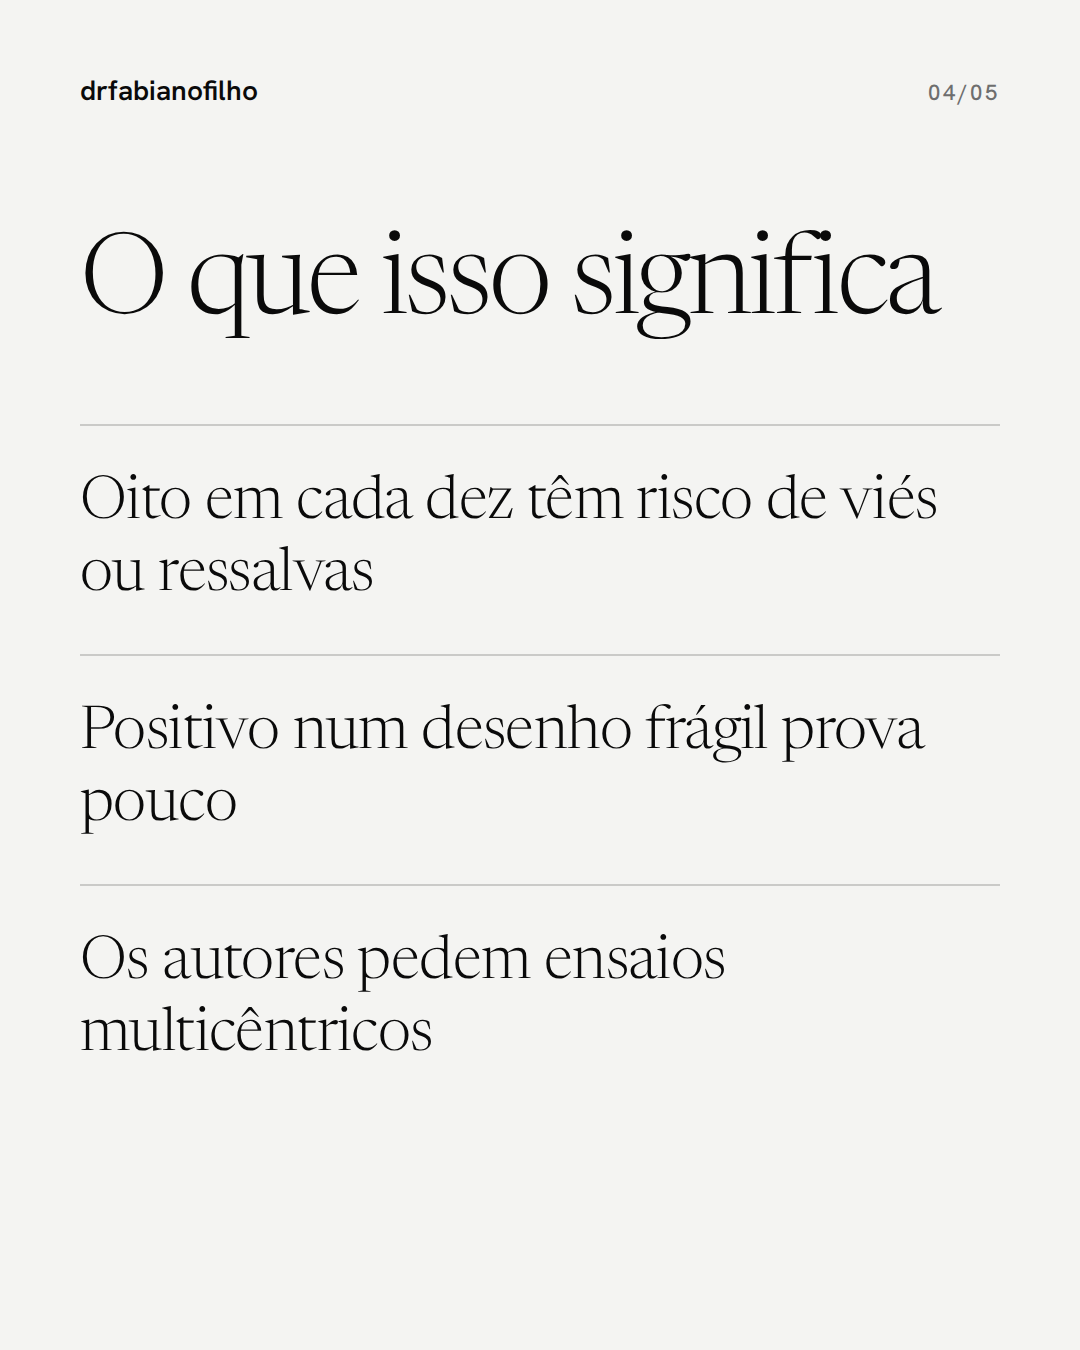 drfabianofilho
04/05
O que isso significa
Oito em cada dez têm risco de viés
ou ressalvas
Positivo num desenho frágil prova
pouco
Os autores pedem ensaios
multicêntricos